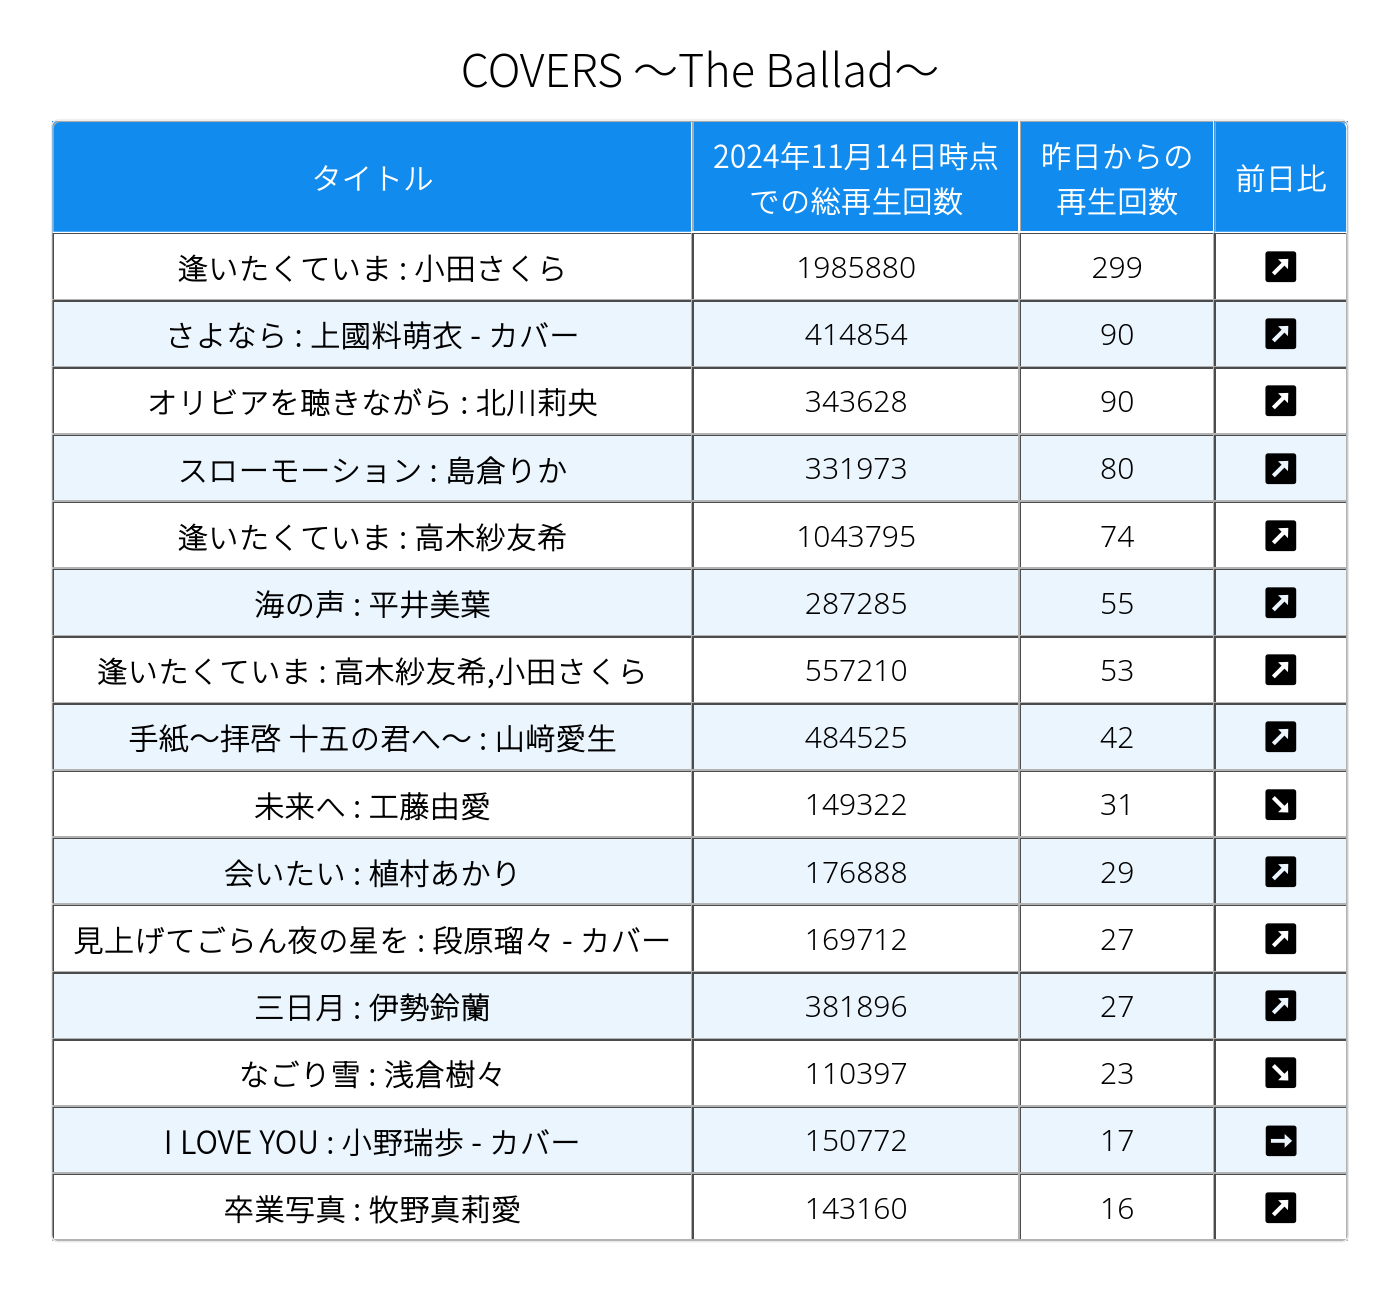 COVERS ～The Ballad～
タイトル 2024年11月14日時点での総再生回数 昨日からの再生回数 前日比
逢いたくていま : 小田さくら 1985880 299 ↗
さよなら : 上國料萌衣 - カバー 414854 90 ↗
オリビアを聴きながら : 北川莉央 343628 90 ↗
スローモーション : 島倉りか 331973 80 ↗
逢いたくていま : 高木紗友希 1043795 74 ↗
海の声 : 平井美葉 287285 55 ↗
逢いたくていま : 高木紗友希,小田さくら 557210 53 ↗
手紙～拝啓 十五の君へ～ : 山﨑愛生 484525 42 ↗
未来へ : 工藤由愛 149322 31 ↘
会いたい : 植村あかり 176888 29 ↗
見上げてごらん夜の星を : 段原瑠々 - カバー 169712 27 ↗
三日月 : 伊勢鈴蘭 381896 27 ↗
なごり雪 : 浅倉樹々 110397 23 ↘
I LOVE YOU : 小野瑞歩 - カバー 150772 17 →
卒業写真 : 牧野真莉愛 143160 16 ↗